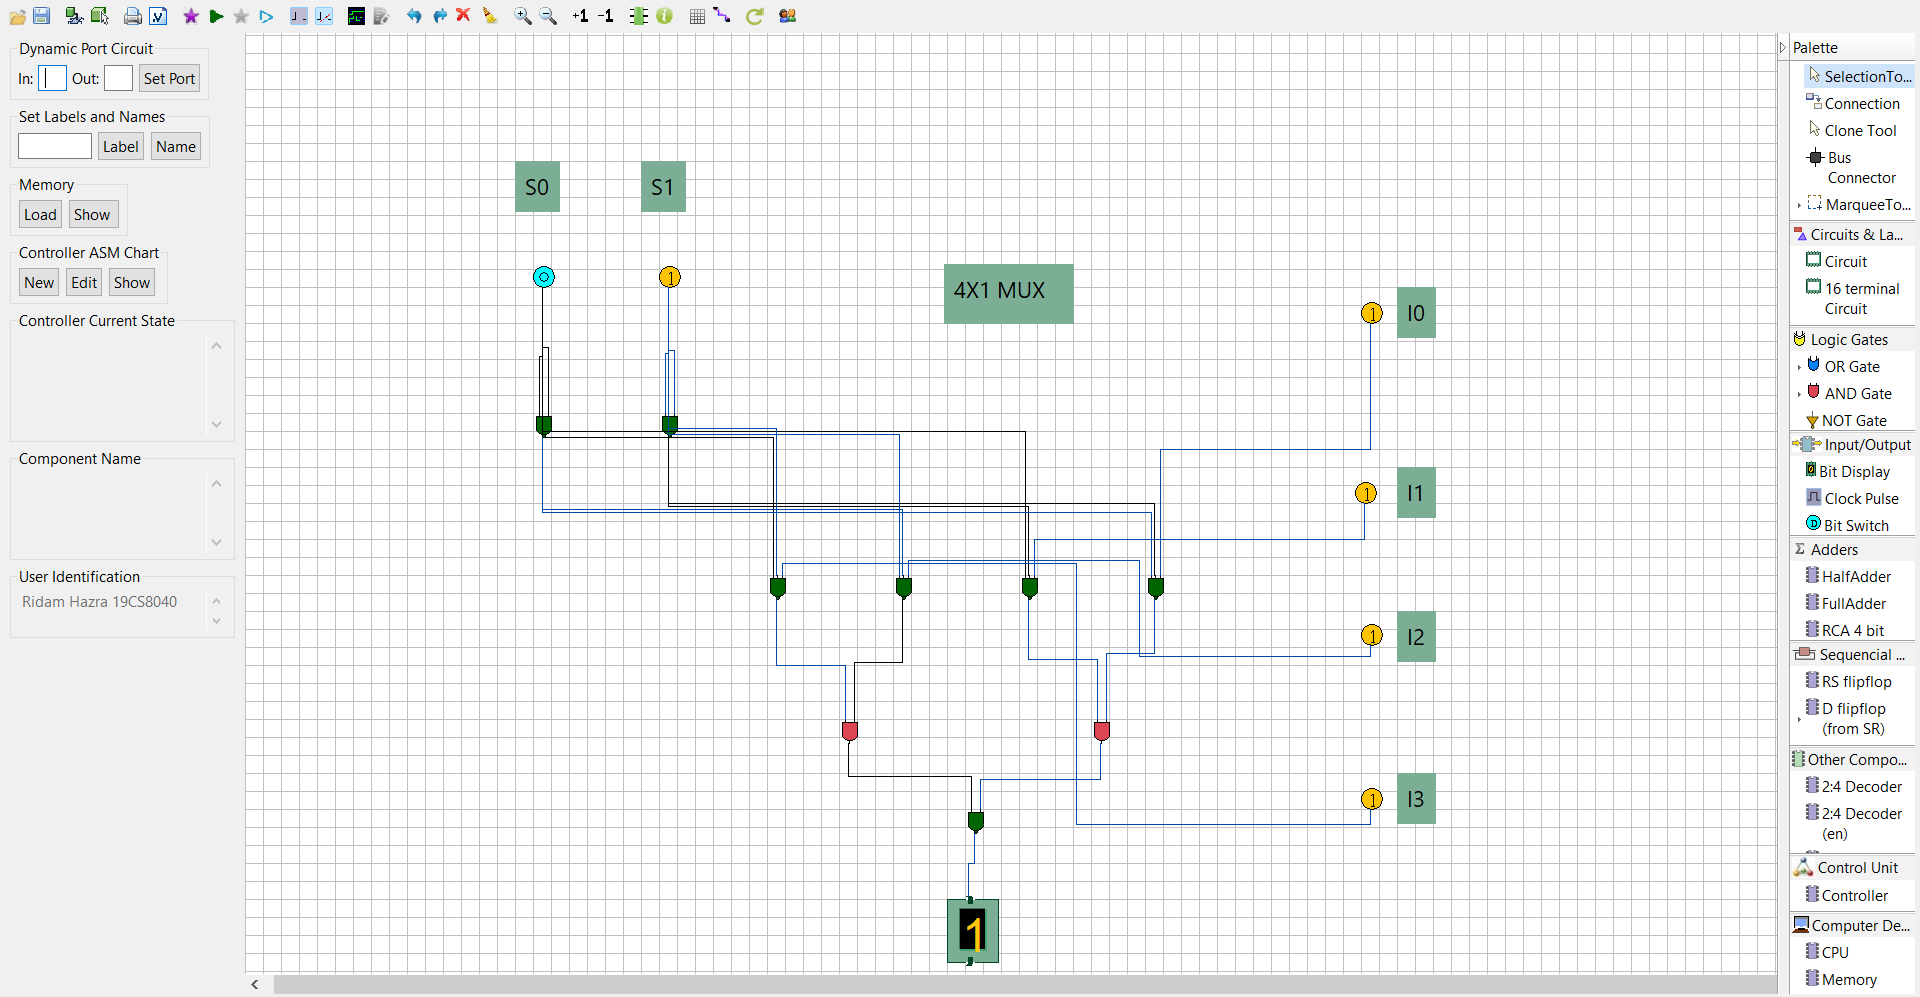 +1 -1
Dynamic Port Circuit
In: Out: Set Port
Set Labels and Names
Label Name
Memory
Load Show
Controller ASM Chart
New Edit Show
Controller Current State
Component Name
User Identification
Ridam Hazra 19CS8040
S0 S1
1
4X1 MUX
1 I0
1 I1
1 I2
1 I3
1
Palette
SelectionTo...
Connection
Clone Tool
Bus
Connector
MarqueeTo...
Circuits & La...
Circuit
16 terminal
Circuit
Logic Gates
OR Gate
AND Gate
NOT Gate
Input/Output
Bit Display
Clock Pulse
Bit Switch
Σ Adders
HalfAdder
FullAdder
RCA 4 bit
Sequencial ...
RS flipflop
D flipflop
(from SR)
Other Compo...
2:4 Decoder
2:4 Decoder
(en)
Control Unit
Controller
Computer De...
CPU
Memory